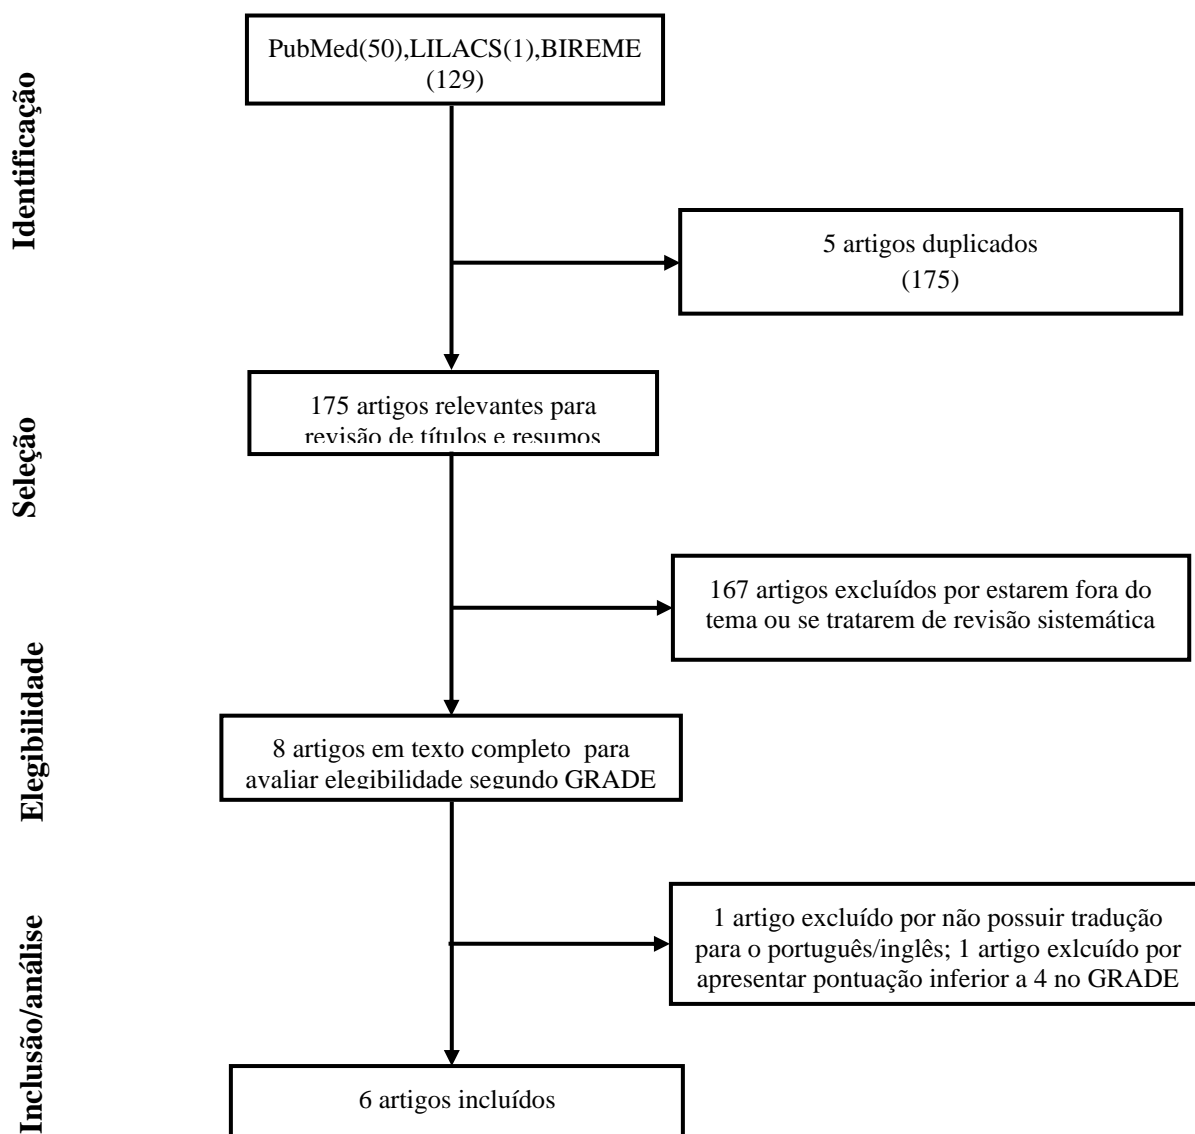 Identificação
PubMed(50),LILACS(1),BIREME
(129)
5 artigos duplicados
(175)
Seleção
175 artigos relevantes para
revisão de títulos e resumos
167 artigos excluídos por estarem fora do
tema ou se tratarem de revisão sistemática
Elegibilidade
8 artigos em texto completo para
avaliar elegibilidade segundo GRADE
Inclusão/análise
1 artigo excluído por não possuir tradução
para o português/inglês; 1 artigo exlcuído por
apresentar pontuação inferior a 4 no GRADE
6 artigos incluídos